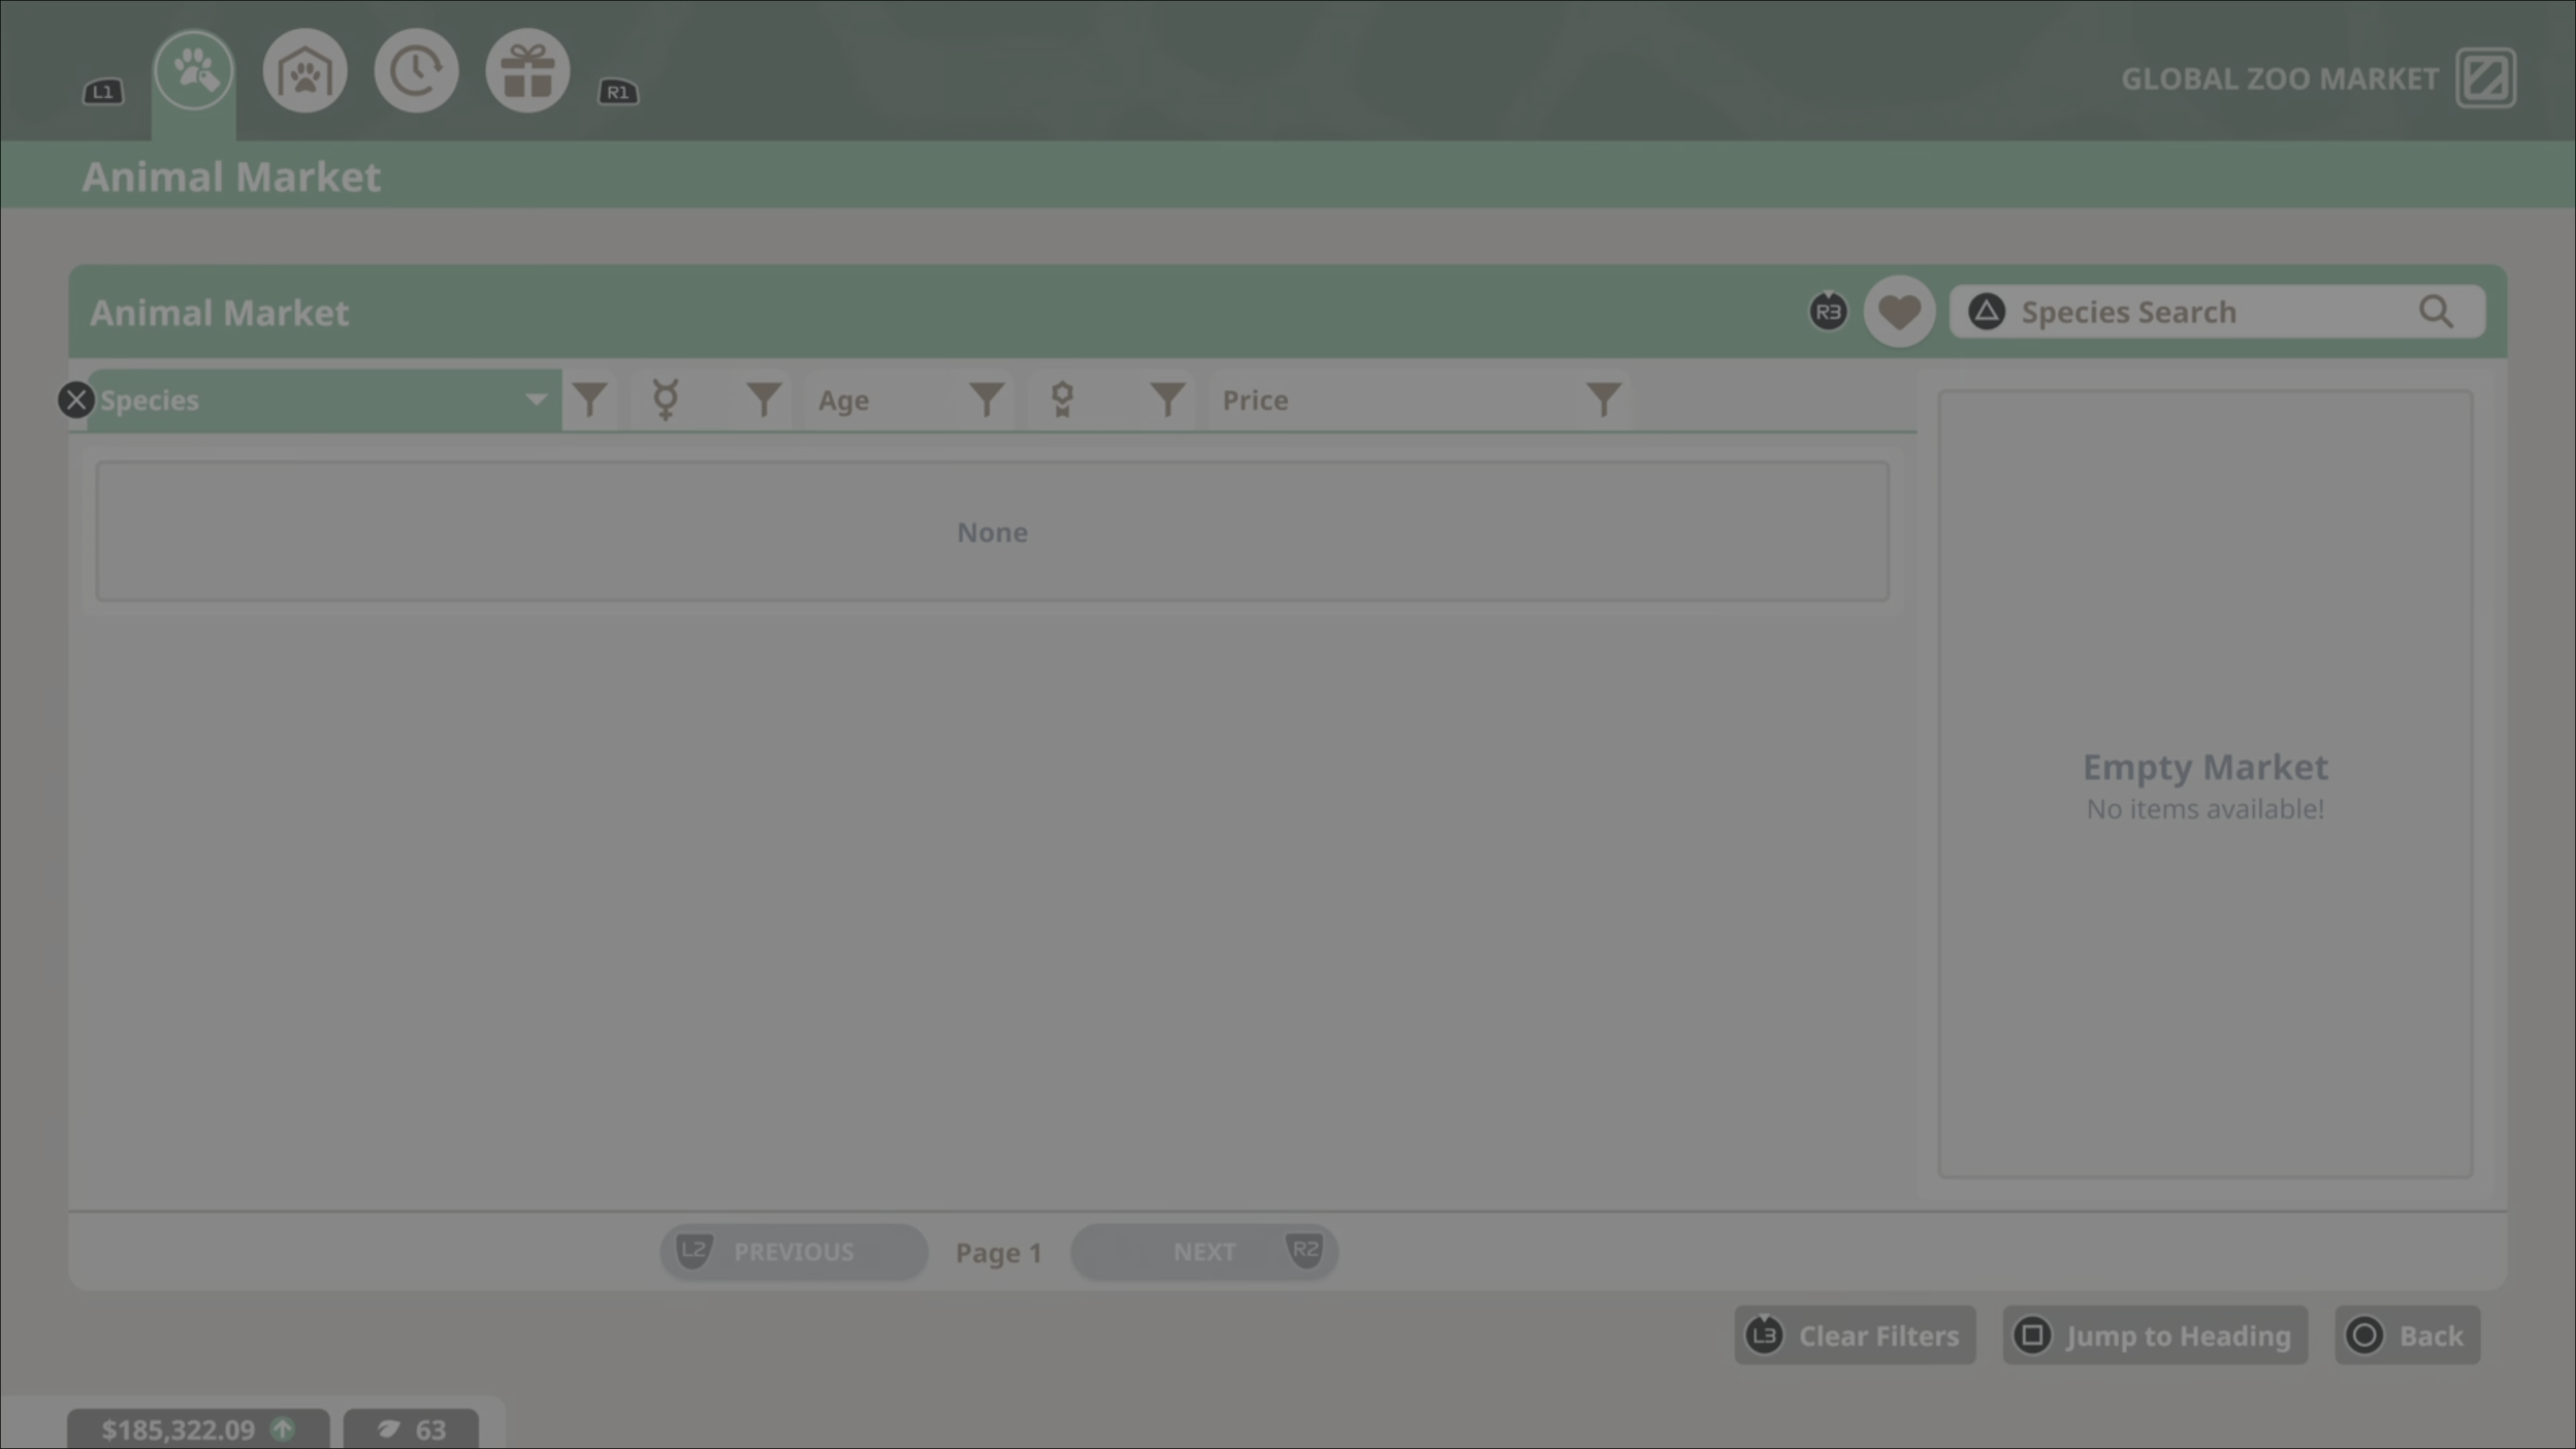 L1
R1
GLOBAL ZOO MARKET
Animal Market
Animal Market
R3
Species Search
Species
Age
Price
None
Empty Market
No items available!
L2 PREVIOUS
Page 1
NEXT R2
L3 Clear Filters
Jump to Heading
Back
$185,322.09
63